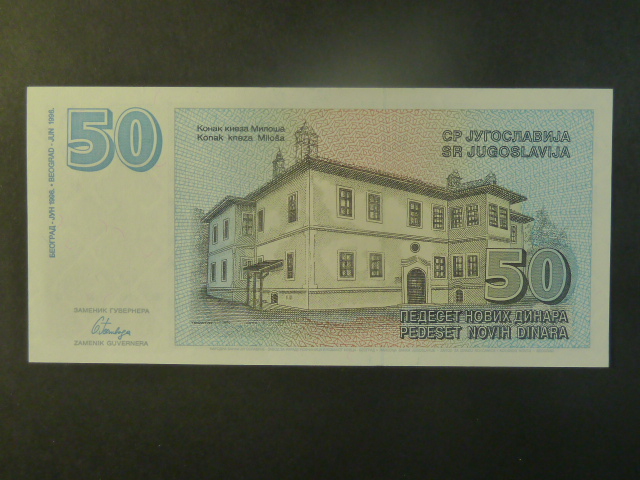 50
Конак кнеза Милоша
Konak kneza Miloša
СР ЈУГОСЛАВИЈА
SR JUGOSLAVIJA
БЕОГРАД - ЈУН 1996. • BEOGRAD - JUN 1996.
50
ПЕДЕСЕТ НОВИХ ДИНАРА
PEDESET NOVIH DINARA
ЗАМЕНИК ГУВЕРНЕРА
ZAMENIK GUVERNERA